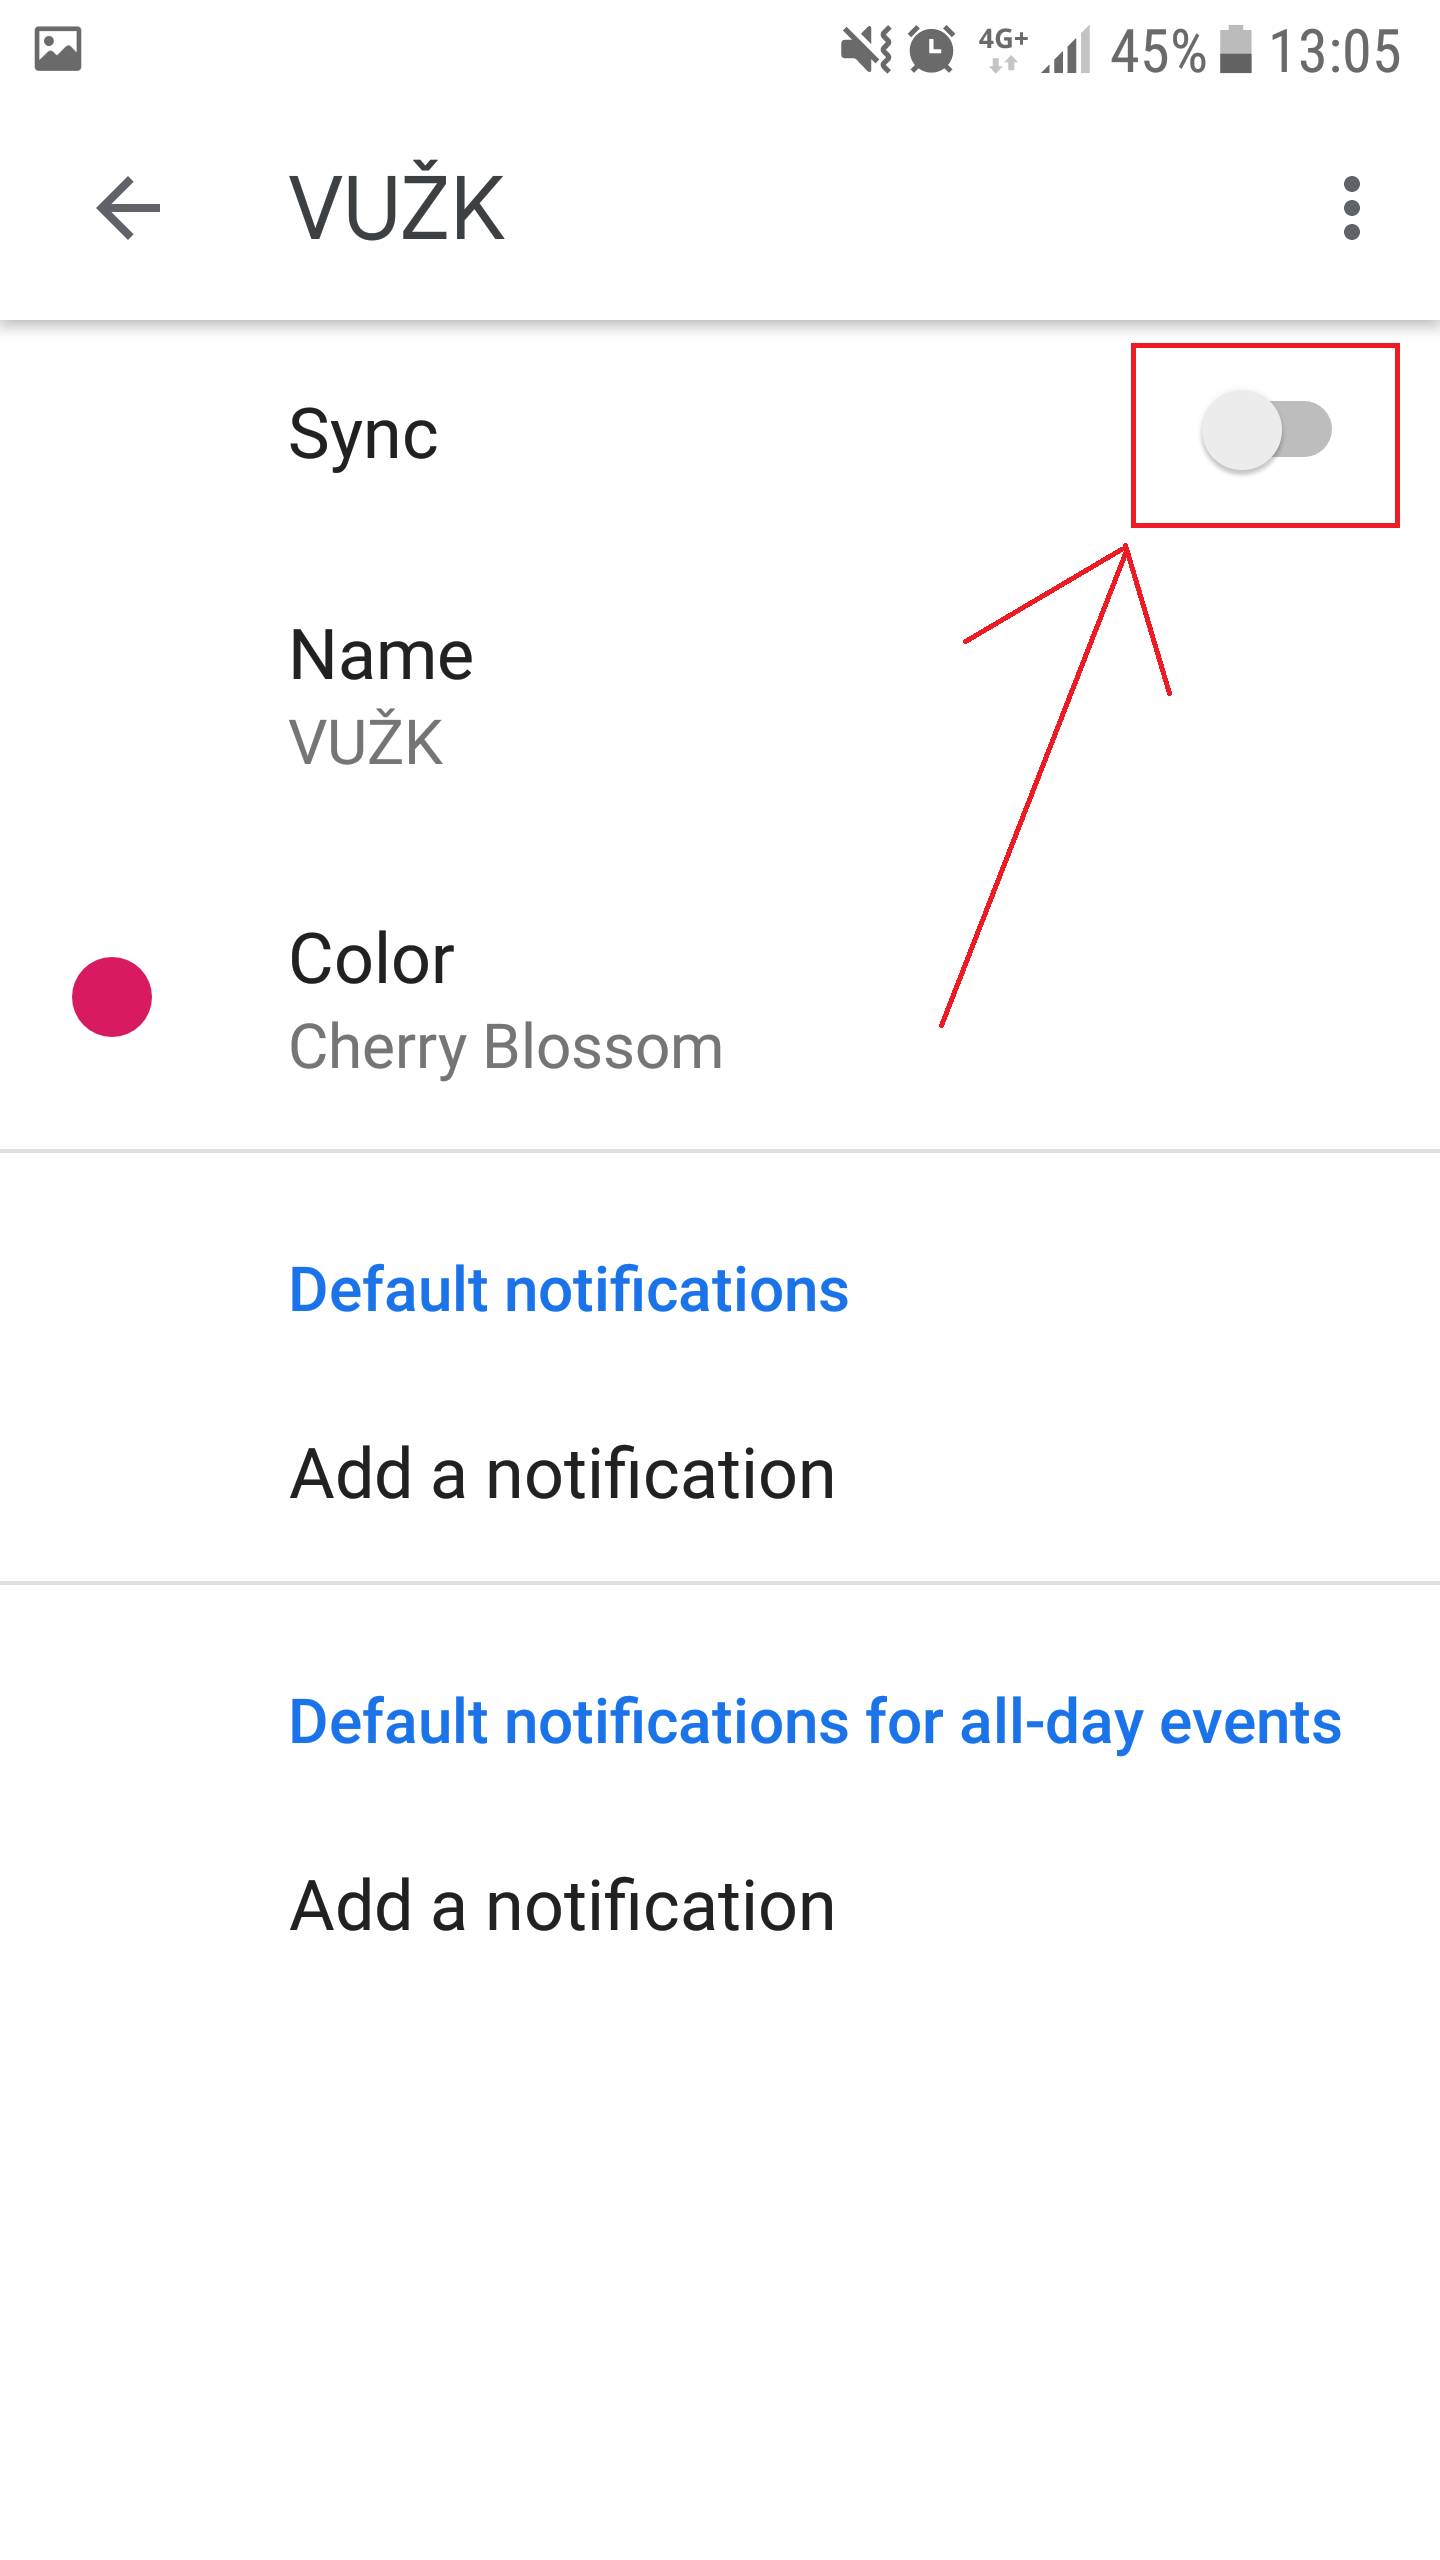 4G+ 45% 13:05
VUŽK
Sync
Name
VUŽK
Color
Cherry Blossom
Default notifications
Add a notification
Default notifications for all-day events
Add a notification